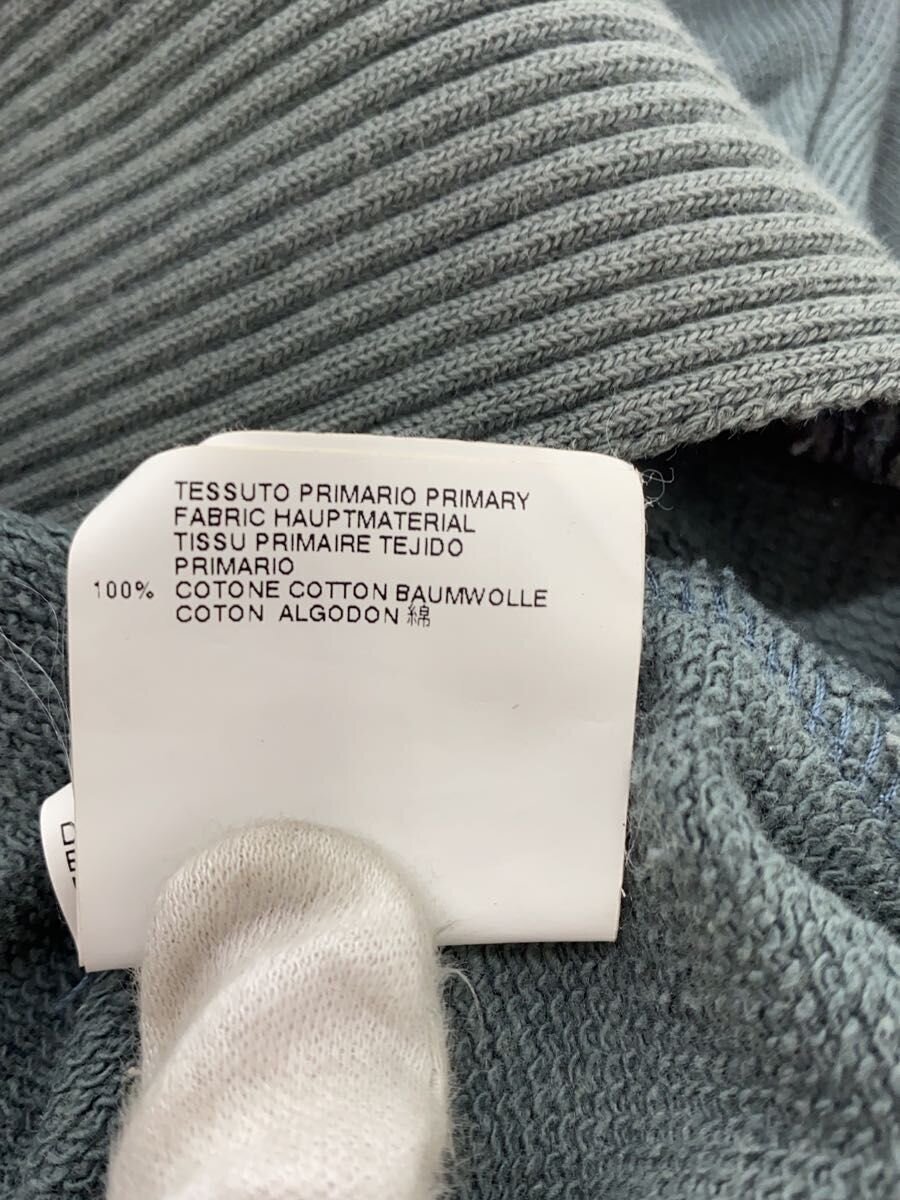 TESSUTO PRIMARIO PRIMARY
FABRIC HAUPTMATERIAL
TISSU PRIMAIRE TEJIDO
PRIMARIO
100% COTONE COTTON BAUMWOLLE
COTON ALGODON 綿